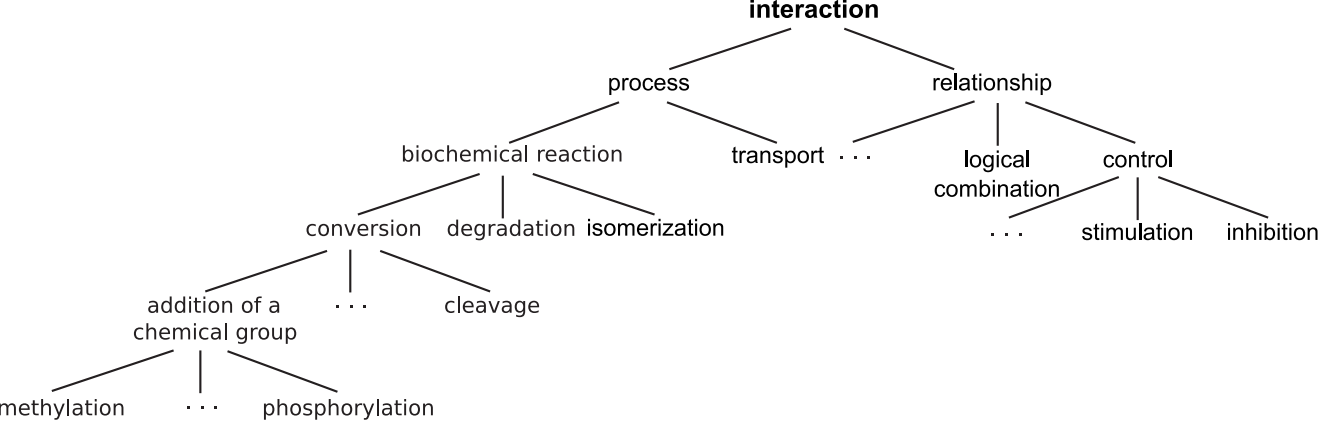 interaction
process
relationship
biochemical reaction
transport
. . .
logical
combination
control
conversion
degradation
isomerization
. . .
stimulation
inhibition
addition of a
chemical group
. . .
cleavage
methylation
. . .
phosphorylation